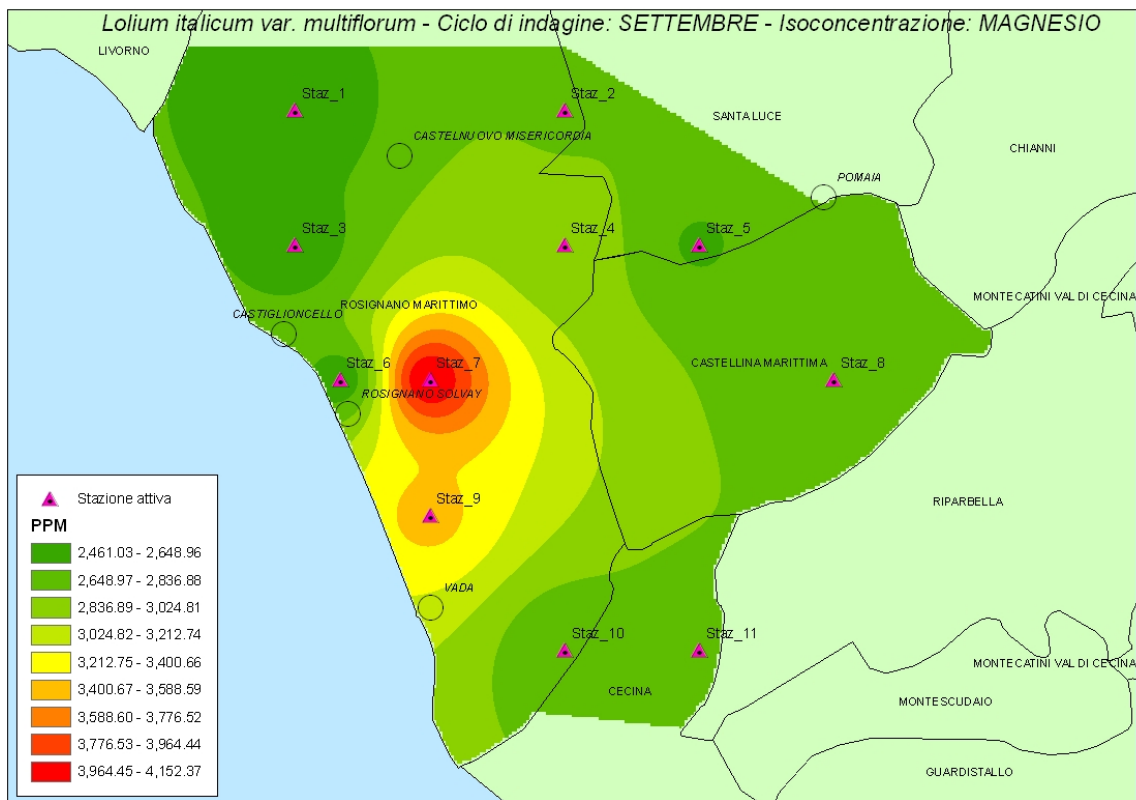 Lolium italicum var. multiflorum - Ciclo di indagine: SETTEMBRE - Isoconcentrazione: MAGNESIO
LIVORNO
Staz_1
Staz_2
SANTA LUCE
CASTELNUOVO MISERICORDIA
CHIANNI
POMAIA
Staz_3
Staz_4
Staz_5
ROSIGNANO MARITTIMO
MONTECATINI VAL DI CECINA
CASTIGLIONCELLO
Staz_6
Staz_7
CASTELLINA MARITTIMA
Staz_8
ROSIGNANO SOLVAY
Staz_9
RIPARBELLA
VADA
Staz_10
Staz_11
MONTECATINI VAL DI CECINA
CECINA
MONTESCUDAIO
GUARDISTALLO
Stazione attiva
PPM
2,461.03 - 2,648.96
2,648.97 - 2,836.88
2,836.89 - 3,024.81
3,024.82 - 3,212.74
3,212.75 - 3,400.66
3,400.67 - 3,588.59
3,588.60 - 3,776.52
3,776.53 - 3,964.44
3,964.45 - 4,152.37